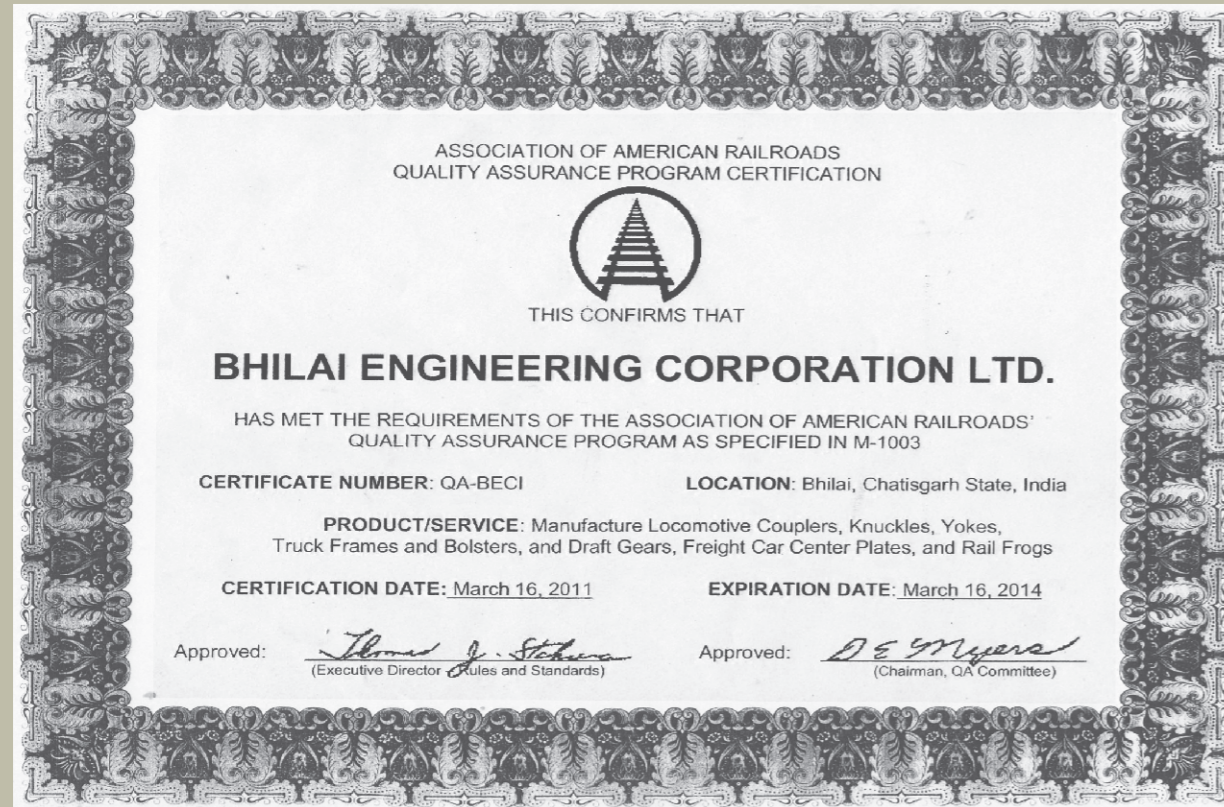 ASSOCIATION OF AMERICAN RAILROADS
QUALITY ASSURANCE PROGRAM CERTIFICATION
THIS CONFIRMS THAT
BHILAI ENGINEERING CORPORATION LTD.
HAS MET THE REQUIREMENTS OF THE ASSOCIATION OF AMERICAN RAILROADS'
QUALITY ASSURANCE PROGRAM AS SPECIFIED IN M-1003
CERTIFICATE NUMBER: QA-BECI LOCATION: Bhilai, Chatisgarh State, India
PRODUCT/SERVICE: Manufacture Locomotive Couplers, Knuckles, Yokes,
Truck Frames and Bolsters, and Draft Gears, Freight Car Center Plates, and Rail Frogs
CERTIFICATION DATE: March 16, 2011 EXPIRATION DATE: March 16, 2014
Approved: Thomas J. Approved: D E Myers
(Executive Director - Rules and Standards) (Chairman, QA Committee)